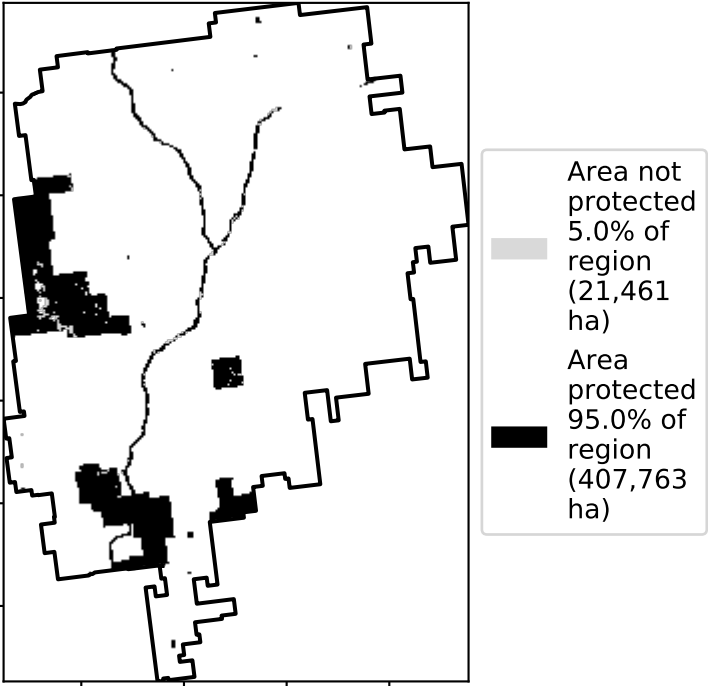 Area not
protected
5.0% of
region
(21,461
ha)
Area
protected
95.0% of
region
(407,763
ha)